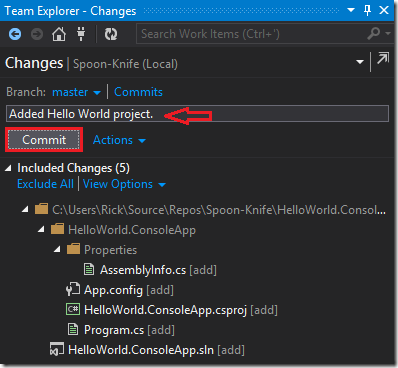 Team Explorer - Changes
Search Work Items (Ctrl+')
Changes | Spoon-Knife (Local)
Branch: master | Commits
Added Hello World project.
Commit Actions
Included Changes (5)
Exclude All | View Options
C:\Users\Rick\Source\Repos\Spoon-Knife\HelloWorld.Consol...
HelloWorld.ConsoleApp
Properties
AssemblyInfo.cs [add]
App.config [add]
C# HelloWorld.ConsoleApp.csproj [add]
Program.cs [add]
HelloWorld.ConsoleApp.sln [add]